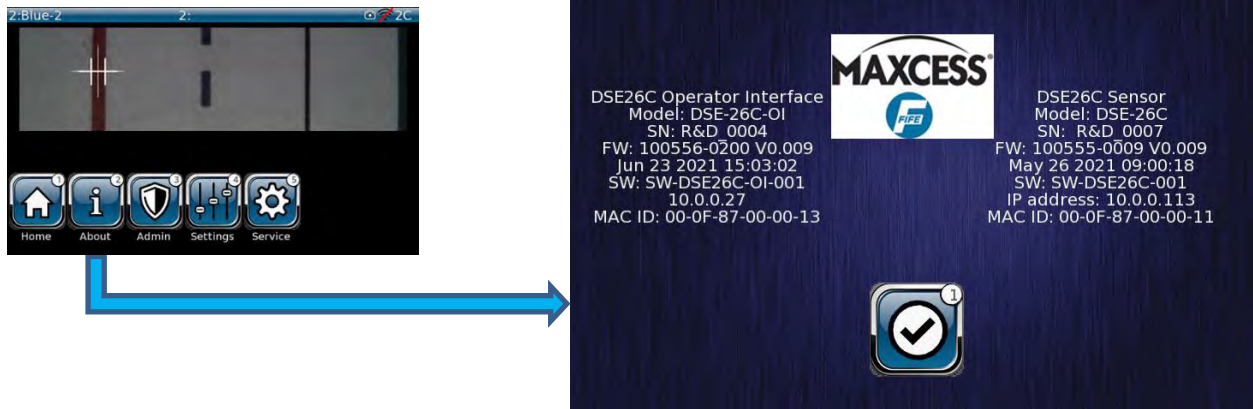 2:Blue-2 2: 2C
1 2 3 4 5
Home About Admin Settings Service
MAXCESS®
FIFE
DSE26C Operator Interface
Model: DSE-26C-OI
SN: R&D_0004
FW: 100556-0200 V0.009
Jun 23 2021 15:03:02
SW: SW-DSE26C-OI-001
10.0.0.27
MAC ID: 00-0F-87-00-00-13
DSE26C Sensor
Model: DSE-26C
SN: R&D_0007
FW: 100555-0009 V0.009
May 26 2021 09:00:18
SW: SW-DSE26C-001
IP address: 10.0.0.113
MAC ID: 00-0F-87-00-00-11
1